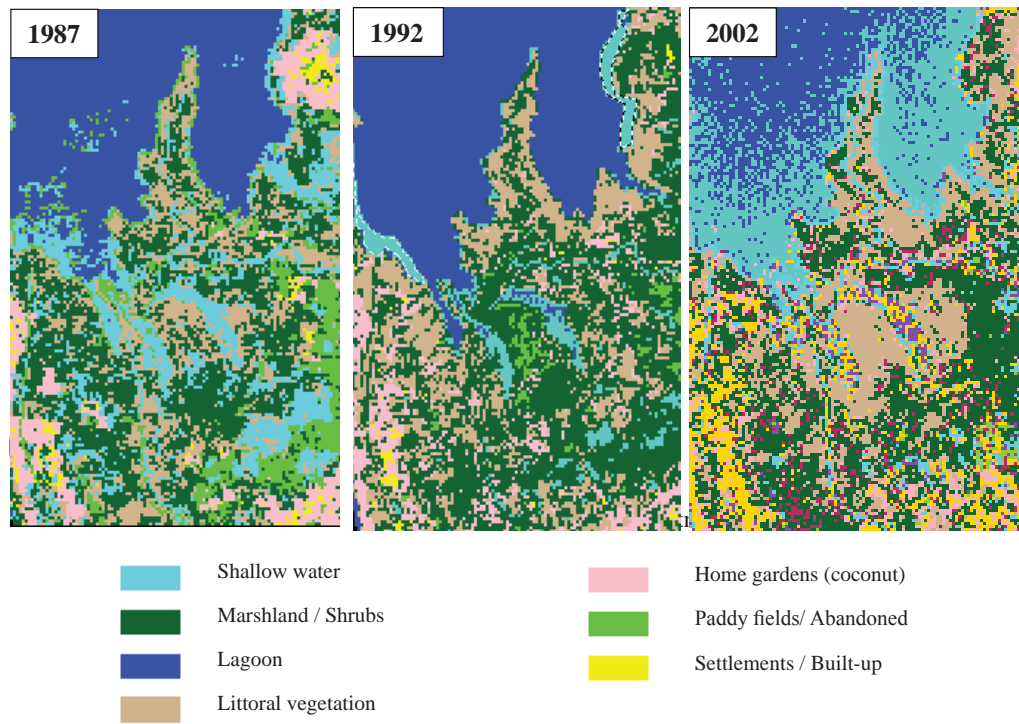 1987
1992
2002
Shallow water
Marshland / Shrubs
Lagoon
Littoral vegetation
Home gardens (coconut)
Paddy fields/ Abandoned
Settlements / Built-up